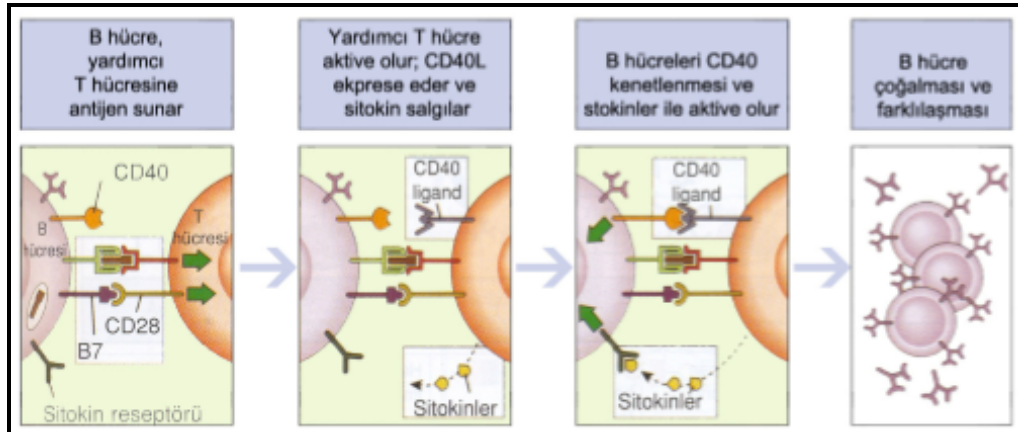 B hücre,
yardımcı
T hücresine
antijen sunar
Yardımcı T hücre
aktive olur; CD40L
ekprese eder ve
sitokin salgılar
B hücreleri CD40
kenetlenmesi ve
stokinler ile aktive olur
B hücre
çoğalması ve
farklılaşması
CD40
B
hücresi
T
hücresi
CD28
B7
Sitokin reseptörü
CD40
ligand
Sitokinler
CD40
ligand
Sitokinler